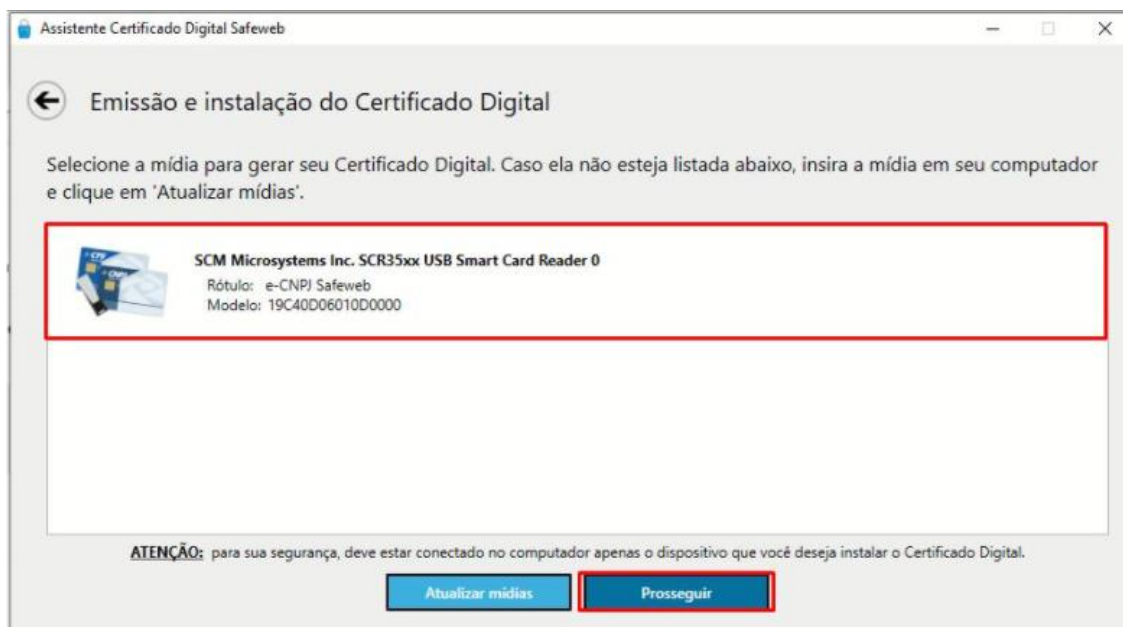 Assistente Certificado Digital Safeweb
Emissão e instalação do Certificado Digital
Selecione a mídia para gerar seu Certificado Digital. Caso ela não esteja listada abaixo, insira a mídia em seu computador
e clique em 'Atualizar mídias'.
SCM Microsystems Inc. SCR35xx USB Smart Card Reader 0
Rótulo: e-CNPJ Safeweb
Modelo: 19C40D06010D0000
ATENÇÃO: para sua segurança, deve estar conectado no computador apenas o dispositivo que você deseja instalar o Certificado Digital.
Atualizar mídias
Prosseguir